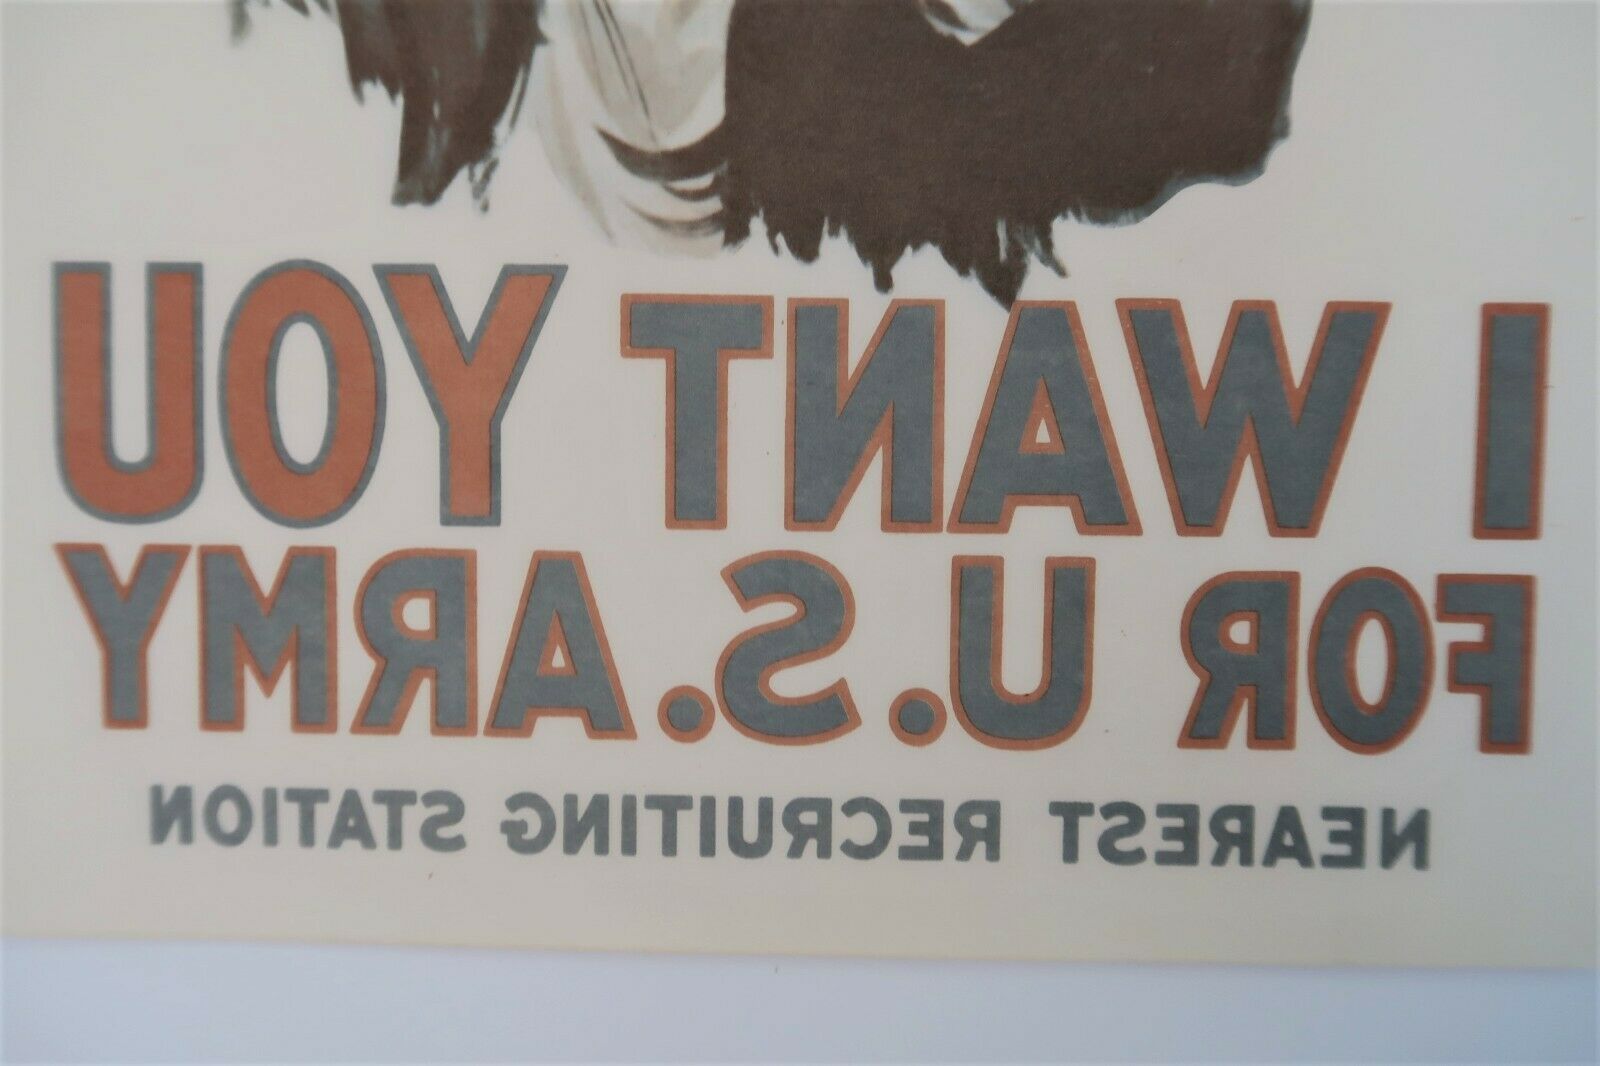 I WANT YOU
FOR U.S. ARMY
NEAREST RECRUITING STATION